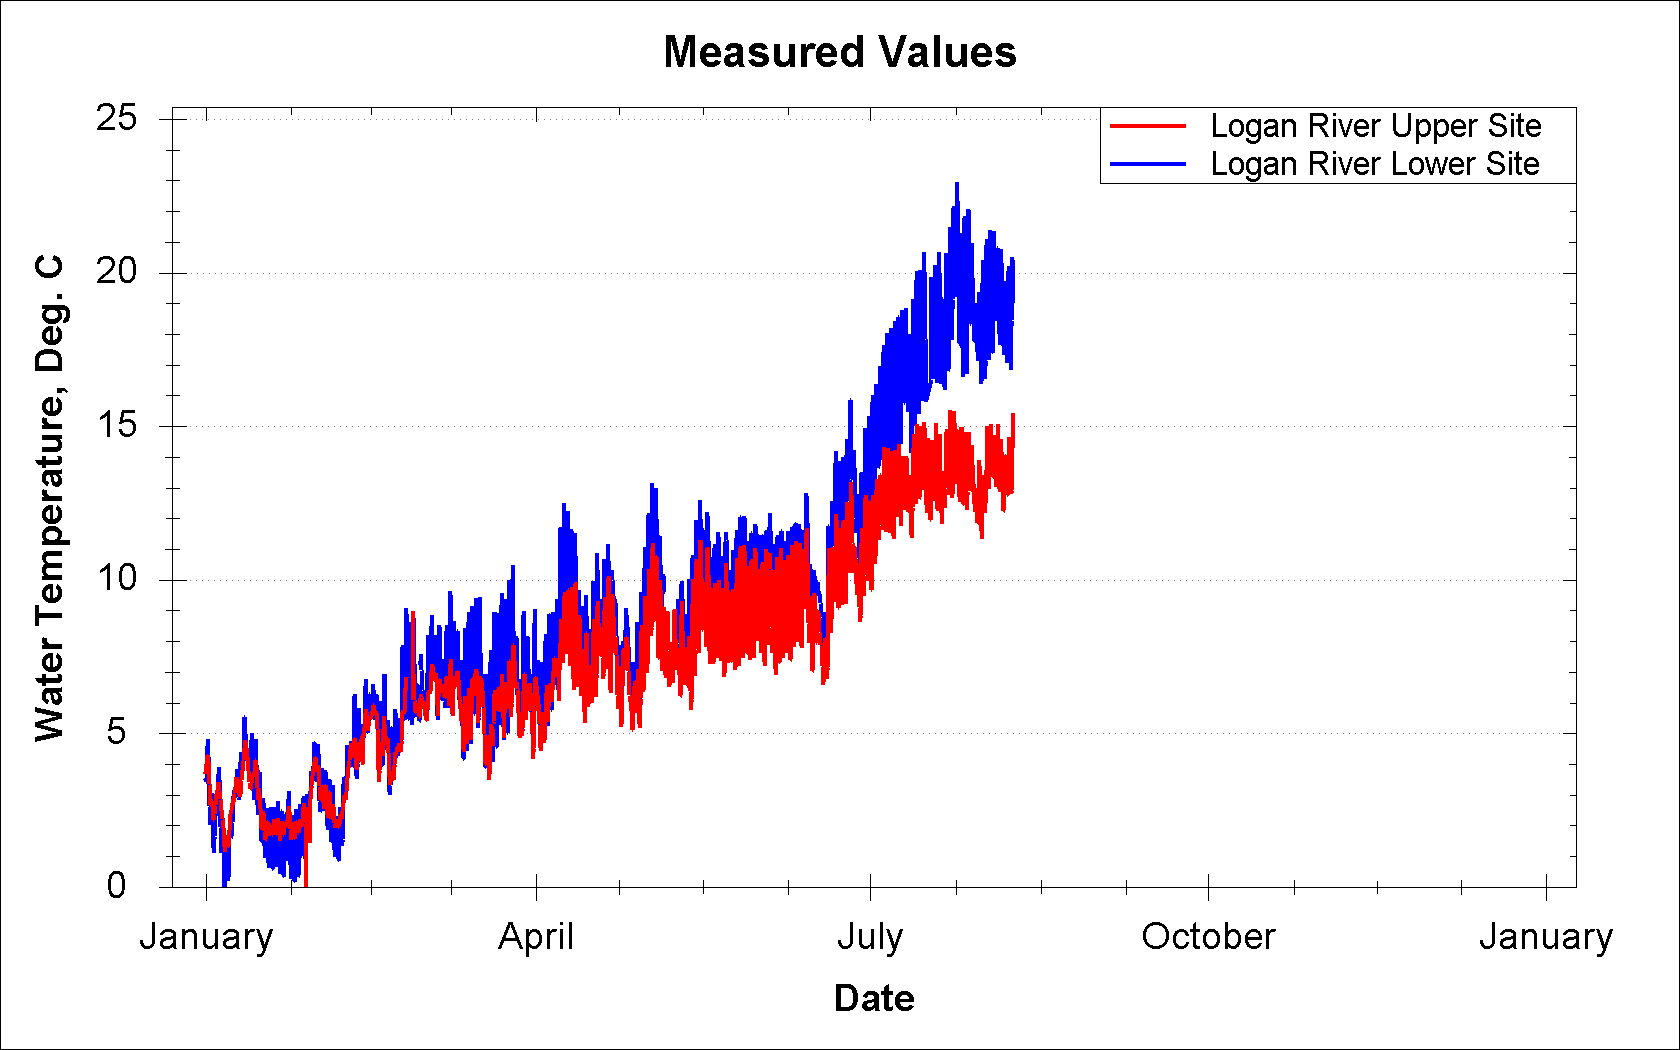 Measured Values
Logan River Upper Site
Logan River Lower Site
25
20
15
10
5
0
Water Temperature, Deg. C
January
April
July
October
January
Date